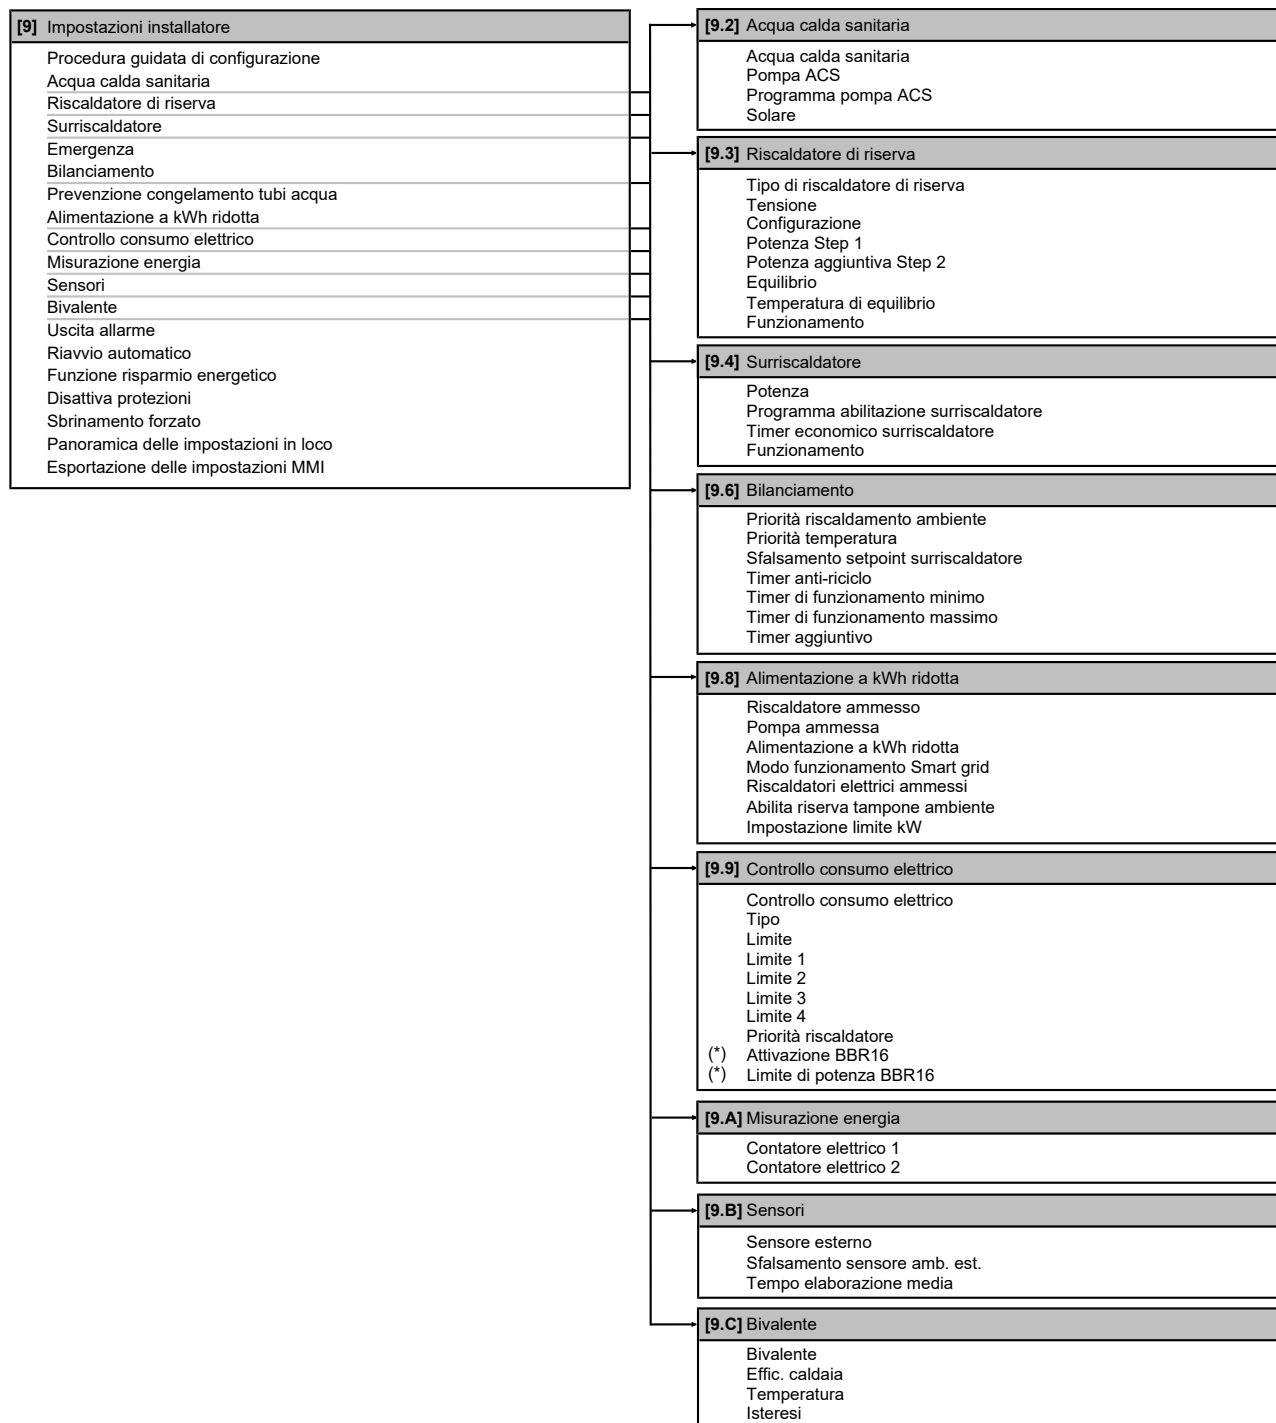 [9] Impostazioni installatore
Procedura guidata di configurazione
Acqua calda sanitaria
Riscaldatore di riserva
Surriscaldatore
Emergenza
Bilanciamento
Prevenzione congelamento tubi acqua
Alimentazione a kWh ridotta
Controllo consumo elettrico
Misurazione energia
Sensori
Bivalente
Uscita allarme
Riavvio automatico
Funzione risparmio energetico
Disattiva protezioni
Sbrinamento forzato
Panoramica delle impostazioni in loco
Esportazione delle impostazioni MMI
[9.2] Acqua calda sanitaria
Acqua calda sanitaria
Pompa ACS
Programma pompa ACS
Solare
[9.3] Riscaldatore di riserva
Tipo di riscaldatore di riserva
Tensione
Configurazione
Potenza Step 1
Potenza aggiuntiva Step 2
Equilibrio
Temperatura di equilibrio
Funzionamento
[9.4] Surriscaldatore
Potenza
Programma abilitazione surriscaldatore
Timer economico surriscaldatore
Funzionamento
[9.6] Bilanciamento
Priorità riscaldamento ambiente
Priorità temperatura
Sfalsamento setpoint surriscaldatore
Timer anti-riciclo
Timer di funzionamento minimo
Timer di funzionamento massimo
Timer aggiuntivo
[9.8] Alimentazione a kWh ridotta
Riscaldatore ammesso
Pompa ammessa
Alimentazione a kWh ridotta
Modo funzionamento Smart grid
Riscaldatori elettrici ammessi
Abilita riserva tampone ambiente
Impostazione limite kW
[9.9] Controllo consumo elettrico
Controllo consumo elettrico
Tipo
Limite
Limite 1
Limite 2
Limite 3
Limite 4
Priorità riscaldatore
(*) Attivazione BBR16
(*) Limite di potenza BBR16
[9.A] Misurazione energia
Contatore elettrico 1
Contatore elettrico 2
[9.B] Sensori
Sensore esterno
Sfalsamento sensore amb. est.
Tempo elaborazione media
[9.C] Bivalente
Bivalente
Effic. caldaia
Temperatura
Isteresi